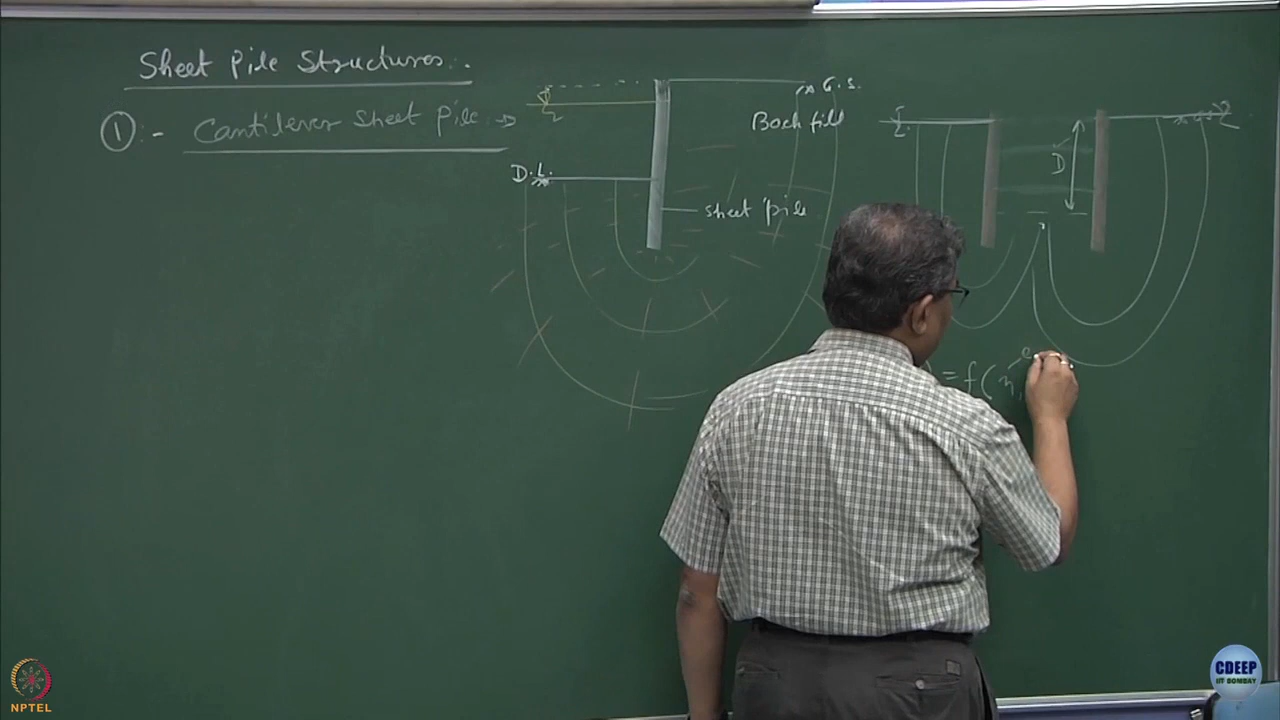 Sheet Pile Structures.
① :- Cantilever Sheet Pile
G.S.
Back fill
D.L.
sheet pile
D
= f(
NPTEL
CDEEP
IIT BOMBAY